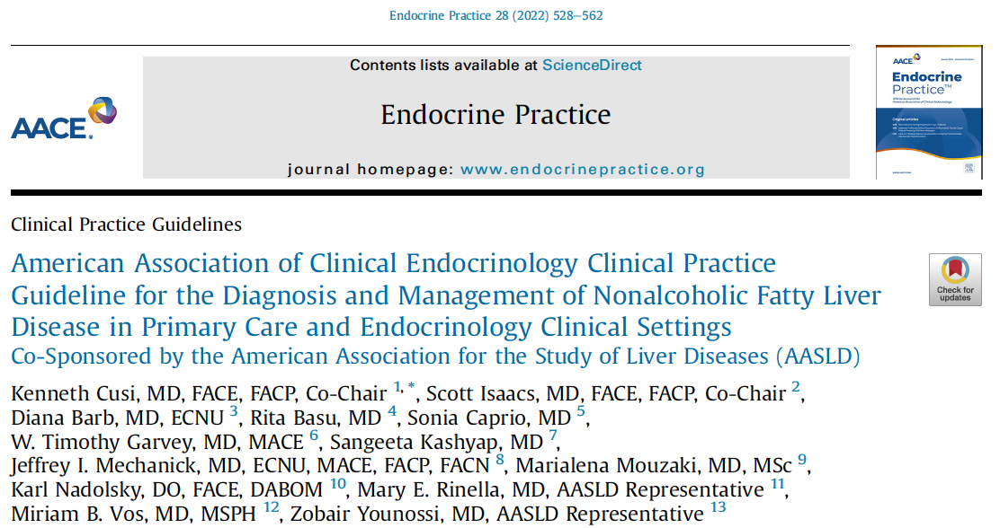 Endocrine Practice 28 (2022) 528–562
Contents lists available at ScienceDirect
Endocrine Practice
journal homepage: www.endocrinepractice.org
AACE®
AACE
Endocrine
Practice™
Original articles
Clinical Practice Guidelines
American Association of Clinical Endocrinology Clinical Practice
Guideline for the Diagnosis and Management of Nonalcoholic Fatty Liver
Disease in Primary Care and Endocrinology Clinical Settings
Co-Sponsored by the American Association for the Study of Liver Diseases (AASLD)
Check for
updates
Kenneth Cusi, MD, FACE, FACP, Co-Chair 1, *, Scott Isaacs, MD, FACE, FACP, Co-Chair 2,
Diana Barb, MD, ECNU 3, Rita Basu, MD 4, Sonia Caprio, MD 5,
W. Timothy Garvey, MD, MACE 6, Sangeeta Kashyap, MD 7,
Jeffrey I. Mechanick, MD, ECNU, MACE, FACP, FACN 8, Marialena Mouzaki, MD, MSc 9,
Karl Nadolsky, DO, FACE, DABOM 10, Mary E. Rinella, MD, AASLD Representative 11,
Miriam B. Vos, MD, MSPH 12, Zobair Younossi, MD, AASLD Representative 13